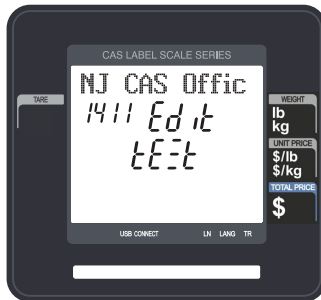 CAS LABEL SCALE SERIES
NJ CAS Offic
1411 Edit
tESt
TARE
WEIGHT
lb
kg
UNIT PRICE
$/lb
$/kg
TOTAL PRICE
$
USB CONNECT LN LANG TR